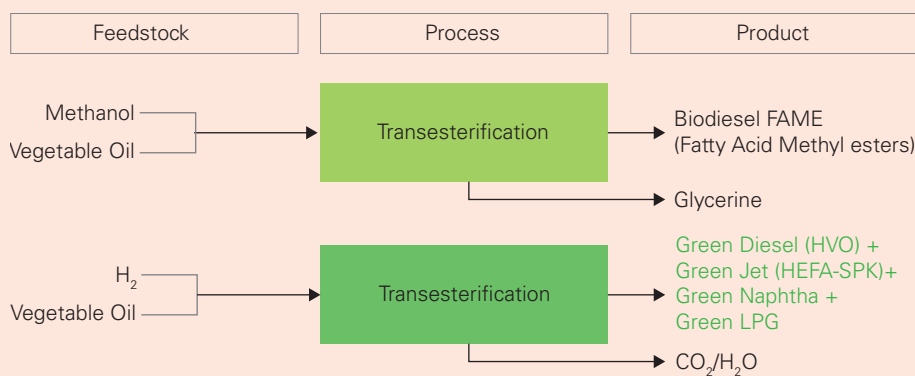 Feedstock
Process
Product
Methanol
Vegetable Oil
Transesterification
Biodiesel FAME
(Fatty Acid Methyl esters)
Glycerine
H₂
Vegetable Oil
Transesterification
Green Diesel (HVO) +
Green Jet (HEFA-SPK)+
Green Naphtha +
Green LPG
CO₂/H₂O